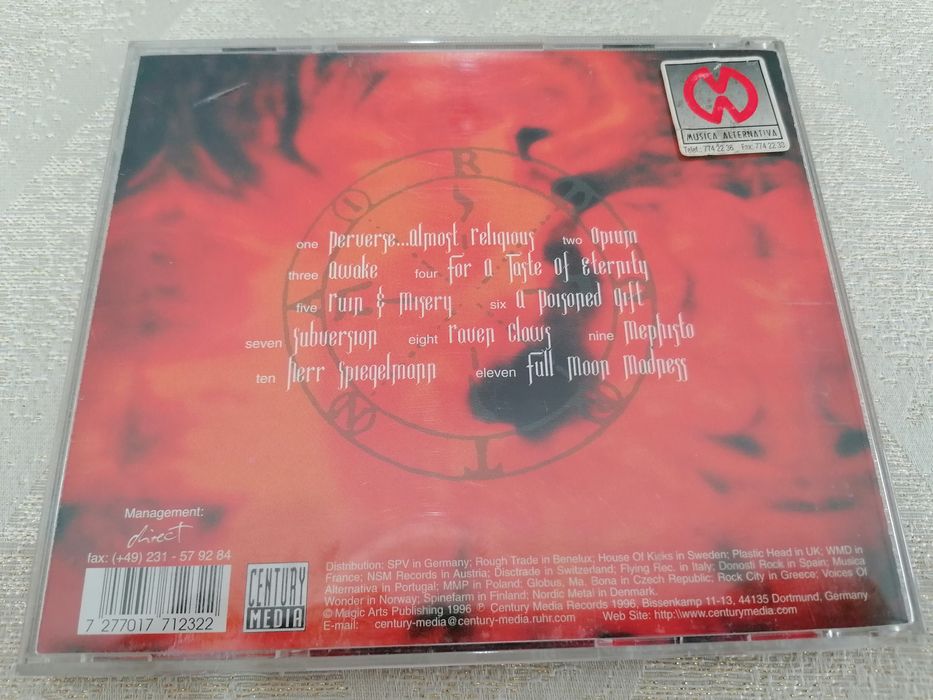 MUSICA ALTERNATIVA
Telef.: 774 22 36 Fax: 774 22 33
one Perverse...Almost Religious two Opium
three Awake four For A Taste Of Eternity
five Ruin & Misery six A Poisoned Gift
seven Subversion eight Raven Claws nine Mephisto
ten Herr Spiegelmann eleven Full Moon Madness
Management:
direct
fax: (+49) 231 - 57 92 84
7 277017 712322
CENTURY
MEDIA
Distribution: SPV in Germany; Rough Trade in Benelux; House Of Kicks in Sweden; Plastic Head in UK; WMD in
France; NSM Records in Austria; Disctrade in Switzerland; Flying Rec. in Italy; Donosti Rock in Spain; Musica
Alternativa in Portugal; MMP in Poland; Globus, Ma. Bona in Czech Republic; Rock City in Greece; Voices Of
Wonder in Norway; Spinefarm in Finland; Nordic Metal in Denmark.
© Magic Arts Publishing 1996 ℗ Century Media Records 1996, Bissenkamp 11-13, 44135 Dortmund, Germany
E-mail: century-media@century-media.ruhr.com Web Site: http:\\www.centurymedia.com